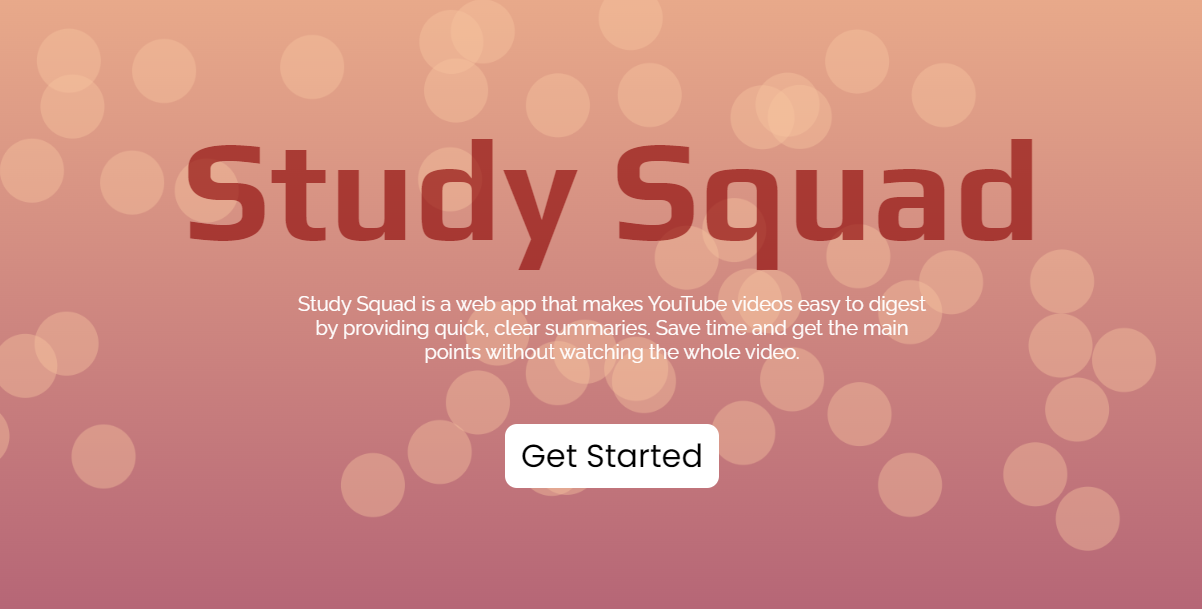 Study Squad
Study Squad is a web app that makes YouTube videos easy to digest
by providing quick, clear summaries. Save time and get the main
points without watching the whole video.
Get Started